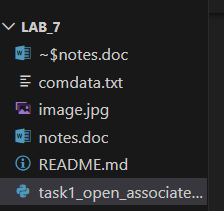 LAB_7
~$notes.doc
comdata.txt
image.jpg
notes.doc
README.md
task1_open_associate...